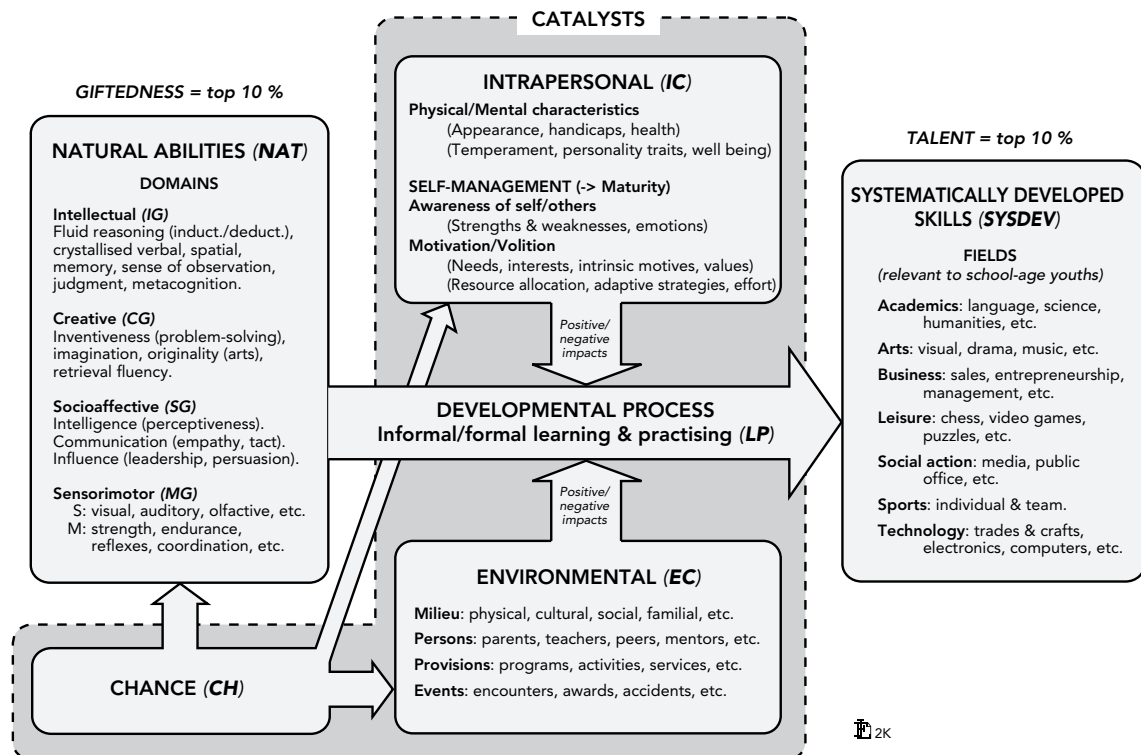 CATALYSTS
GIFTEDNESS = top 10 %
NATURAL ABILITIES (NAT)
DOMAINS
Intellectual (IG)
Fluid reasoning (induct./deduct.),
crystallised verbal, spatial,
memory, sense of observation,
judgment, metacognition.
Creative (CG)
Inventiveness (problem-solving),
imagination, originality (arts),
retrieval fluency.
Socioaffective (SG)
Intelligence (perceptiveness).
Communication (empathy, tact).
Influence (leadership, persuasion).
Sensorimotor (MG)
S: visual, auditory, olfactive, etc.
M: strength, endurance,
reflexes, coordination, etc.
CHANCE (CH)
INTRAPERSONAL (IC)
Physical/Mental characteristics
(Appearance, handicaps, health)
(Temperament, personality traits, well being)
SELF-MANAGEMENT (-> Maturity)
Awareness of self/others
(Strengths & weaknesses, emotions)
Motivation/Volition
(Needs, interests, intrinsic motives, values)
(Resource allocation, adaptive strategies, effort)
Positive/
negative
impacts
DEVELOPMENTAL PROCESS
Informal/formal learning & practising (LP)
Positive/
negative
impacts
ENVIRONMENTAL (EC)
Milieu: physical, cultural, social, familial, etc.
Persons: parents, teachers, peers, mentors, etc.
Provisions: programs, activities, services, etc.
Events: encounters, awards, accidents, etc.
TALENT = top 10 %
SYSTEMATICALLY DEVELOPED
SKILLS (SYSDEV)
FIELDS
(relevant to school-age youths)
Academics: language, science,
humanities, etc.
Arts: visual, drama, music, etc.
Business: sales, entrepreneurship,
management, etc.
Leisure: chess, video games,
puzzles, etc.
Social action: media, public
office, etc.
Sports: individual & team.
Technology: trades & crafts,
electronics, computers, etc.
2K